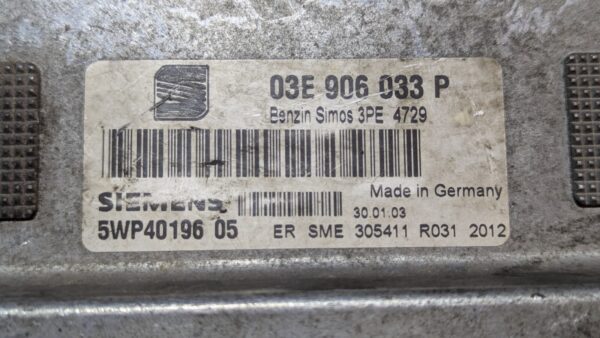 03E 906 033 P
Benzin Simos 3PE 4729
SIEMENS
Made in Germany
30.01.03
5WP40196 05
ER SME 305411 R031 2012